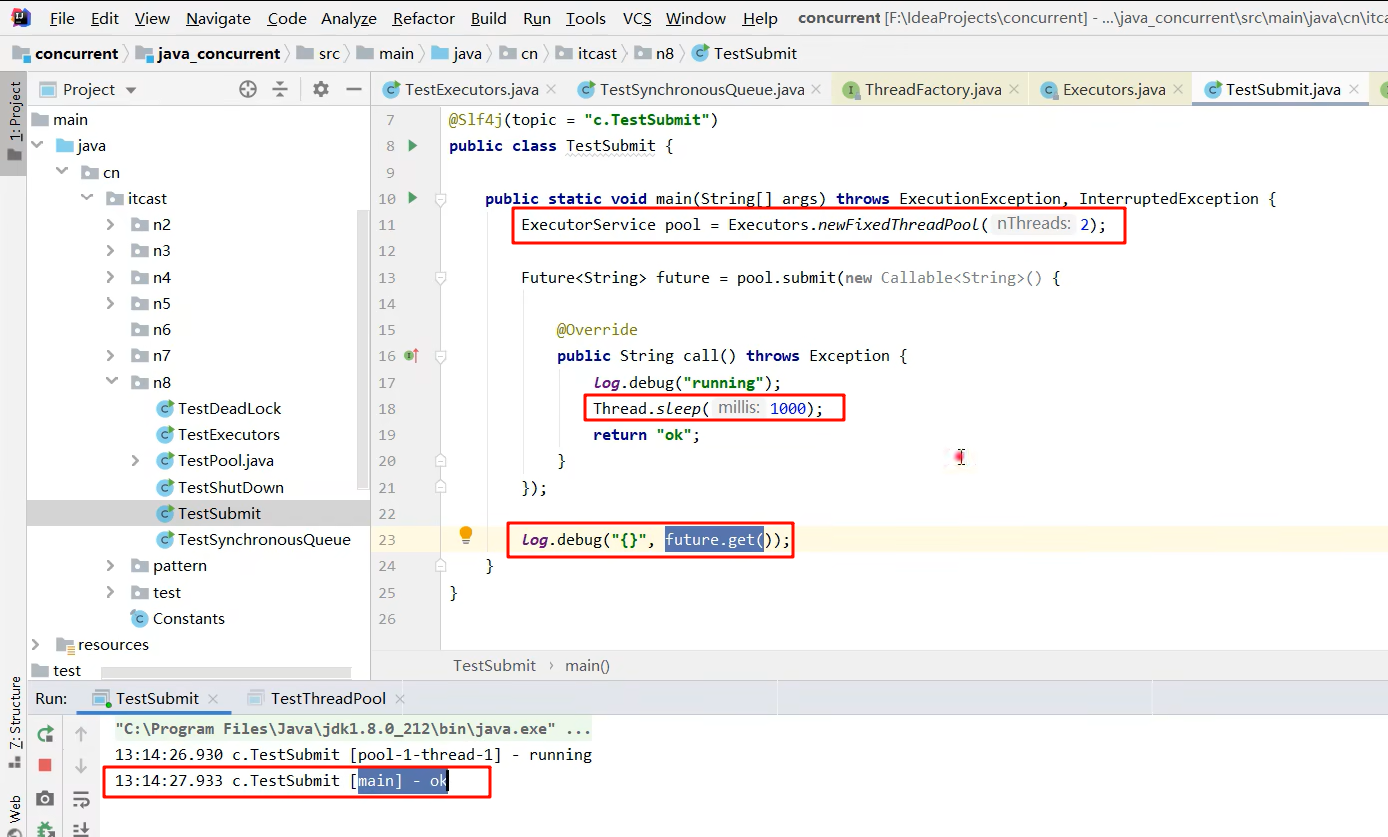 File Edit View Navigate Code Analyze Refactor Build Run Tools VCS Window Help concurrent [F:\IdeaProjects\concurrent] - ...\java_concurrent\src\main\java\cn\itca
concurrent java_concurrent src main java cn itcast n8 TestSubmit
Project
TestExecutors.java TestSynchronousQueue.java ThreadFactory.java Executors.java TestSubmit.java
1: Project
main
java
cn
itcast
n2
n3
n4
n5
n6
n7
n8
TestDeadLock
TestExecutors
TestPool.java
TestShutDown
TestSubmit
TestSynchronousQueue
pattern
test
Constants
resources
test
7 @Slf4j(topic = "c.TestSubmit")
8 public class TestSubmit {
9
10 public static void main(String[] args) throws ExecutionException, InterruptedException {
11 ExecutorService pool = Executors.newFixedThreadPool( nThreads: 2);
12
13 Future<String> future = pool.submit(new Callable<String>() {
14
15 @Override
16 public String call() throws Exception {
17 log.debug("running");
18 Thread.sleep( millis: 1000);
19 return "ok";
20 }
21 });
22
23 log.debug("{}", future.get());
24 }
25 }
26
TestSubmit › main()
Run: TestSubmit TestThreadPool
"C:\Program Files\Java\jdk1.8.0_212\bin\java.exe" ...
13:14:26.930 c.TestSubmit [pool-1-thread-1] - running
13:14:27.933 c.TestSubmit [main] - ok
Z: Structure
Web